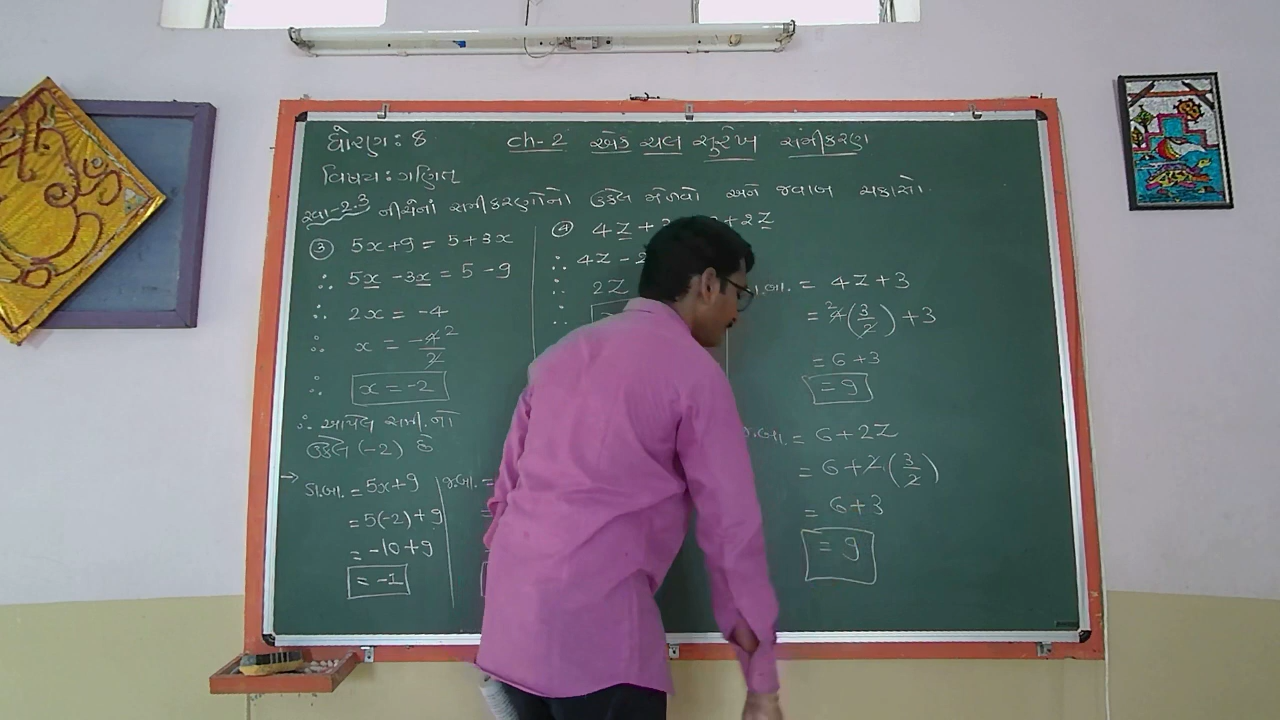 ધોરણ : 8
ch-2 એક ચલ સુરેખ સમીકરણ
વિષય : ગણિત
સ્વા-2.3 નીચેનાં સમીકરણોનો ઉકેલ મેળવો અને જવાબ ચકાસો.
③ 5x+9 = 5+3x
∴ 5x -3x = 5 -9
∴ 2x = -4
∴ x = -4² / 2
∴ x = -2
∴ આપેલ સમી. નો
ઉકેલ (-2) છે
→ ડા.બા. = 5x+9
= 5(-2) + 9
= -10+9
= -1
જ.બા. =
④ 4Z + +2Z
∴ 4Z -
∴ 2Z
∴
.બા. = 4Z+3
= ²4(3/2) +3
= 6+3
= 9
જ.બા. = 6+2Z
= 6+2(3/2)
= 6+3
= 9